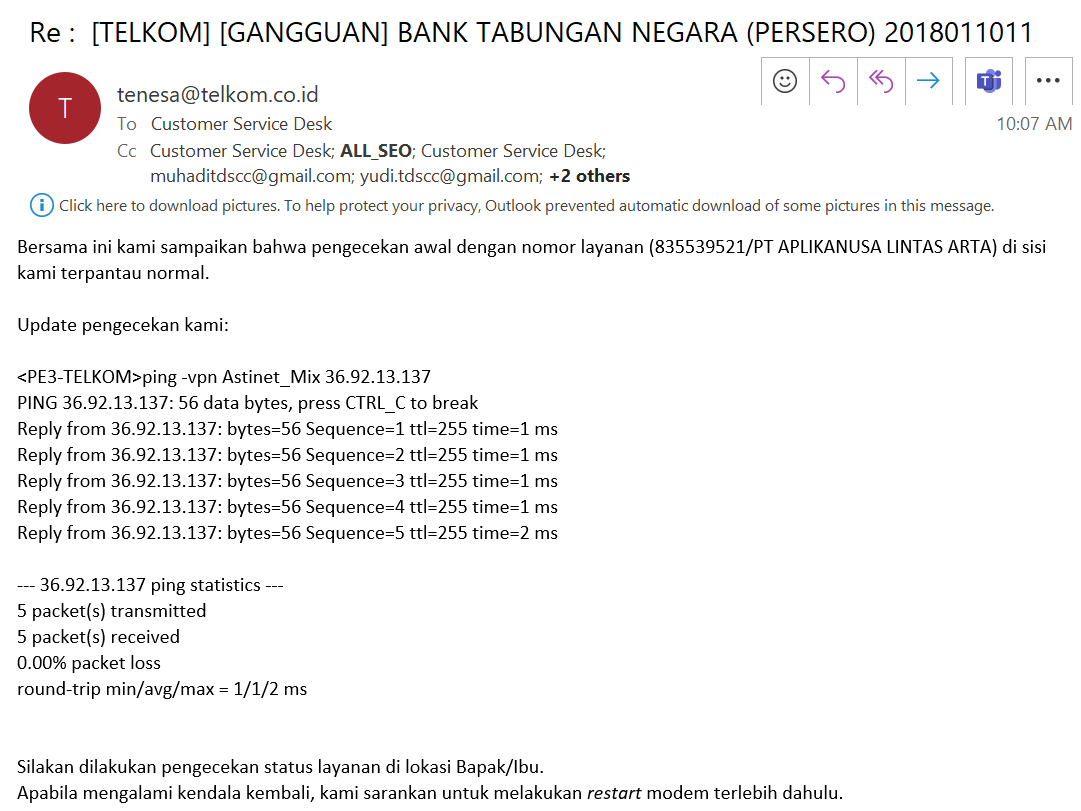 Re : [TELKOM] [GANGGUAN] BANK TABUNGAN NEGARA (PERSERO) 2018011011
T
tenesa@telkom.co.id
To Customer Service Desk
10:07 AM
Cc Customer Service Desk; ALL_SEO; Customer Service Desk;
muhaditdscc@gmail.com; yudi.tdscc@gmail.com; +2 others
Click here to download pictures. To help protect your privacy, Outlook prevented automatic download of some pictures in this message.
Bersama ini kami sampaikan bahwa pengecekan awal dengan nomor layanan (835539521/PT APLIKANUSA LINTAS ARTA) di sisi
kami terpantau normal.
Update pengecekan kami:
<PE3-TELKOM>ping -vpn Astinet_Mix 36.92.13.137
PING 36.92.13.137: 56 data bytes, press CTRL_C to break
Reply from 36.92.13.137: bytes=56 Sequence=1 ttl=255 time=1 ms
Reply from 36.92.13.137: bytes=56 Sequence=2 ttl=255 time=1 ms
Reply from 36.92.13.137: bytes=56 Sequence=3 ttl=255 time=1 ms
Reply from 36.92.13.137: bytes=56 Sequence=4 ttl=255 time=1 ms
Reply from 36.92.13.137: bytes=56 Sequence=5 ttl=255 time=2 ms
--- 36.92.13.137 ping statistics ---
5 packet(s) transmitted
5 packet(s) received
0.00% packet loss
round-trip min/avg/max = 1/1/2 ms
Silakan dilakukan pengecekan status layanan di lokasi Bapak/Ibu.
Apabila mengalami kendala kembali, kami sarankan untuk melakukan restart modem terlebih dahulu.